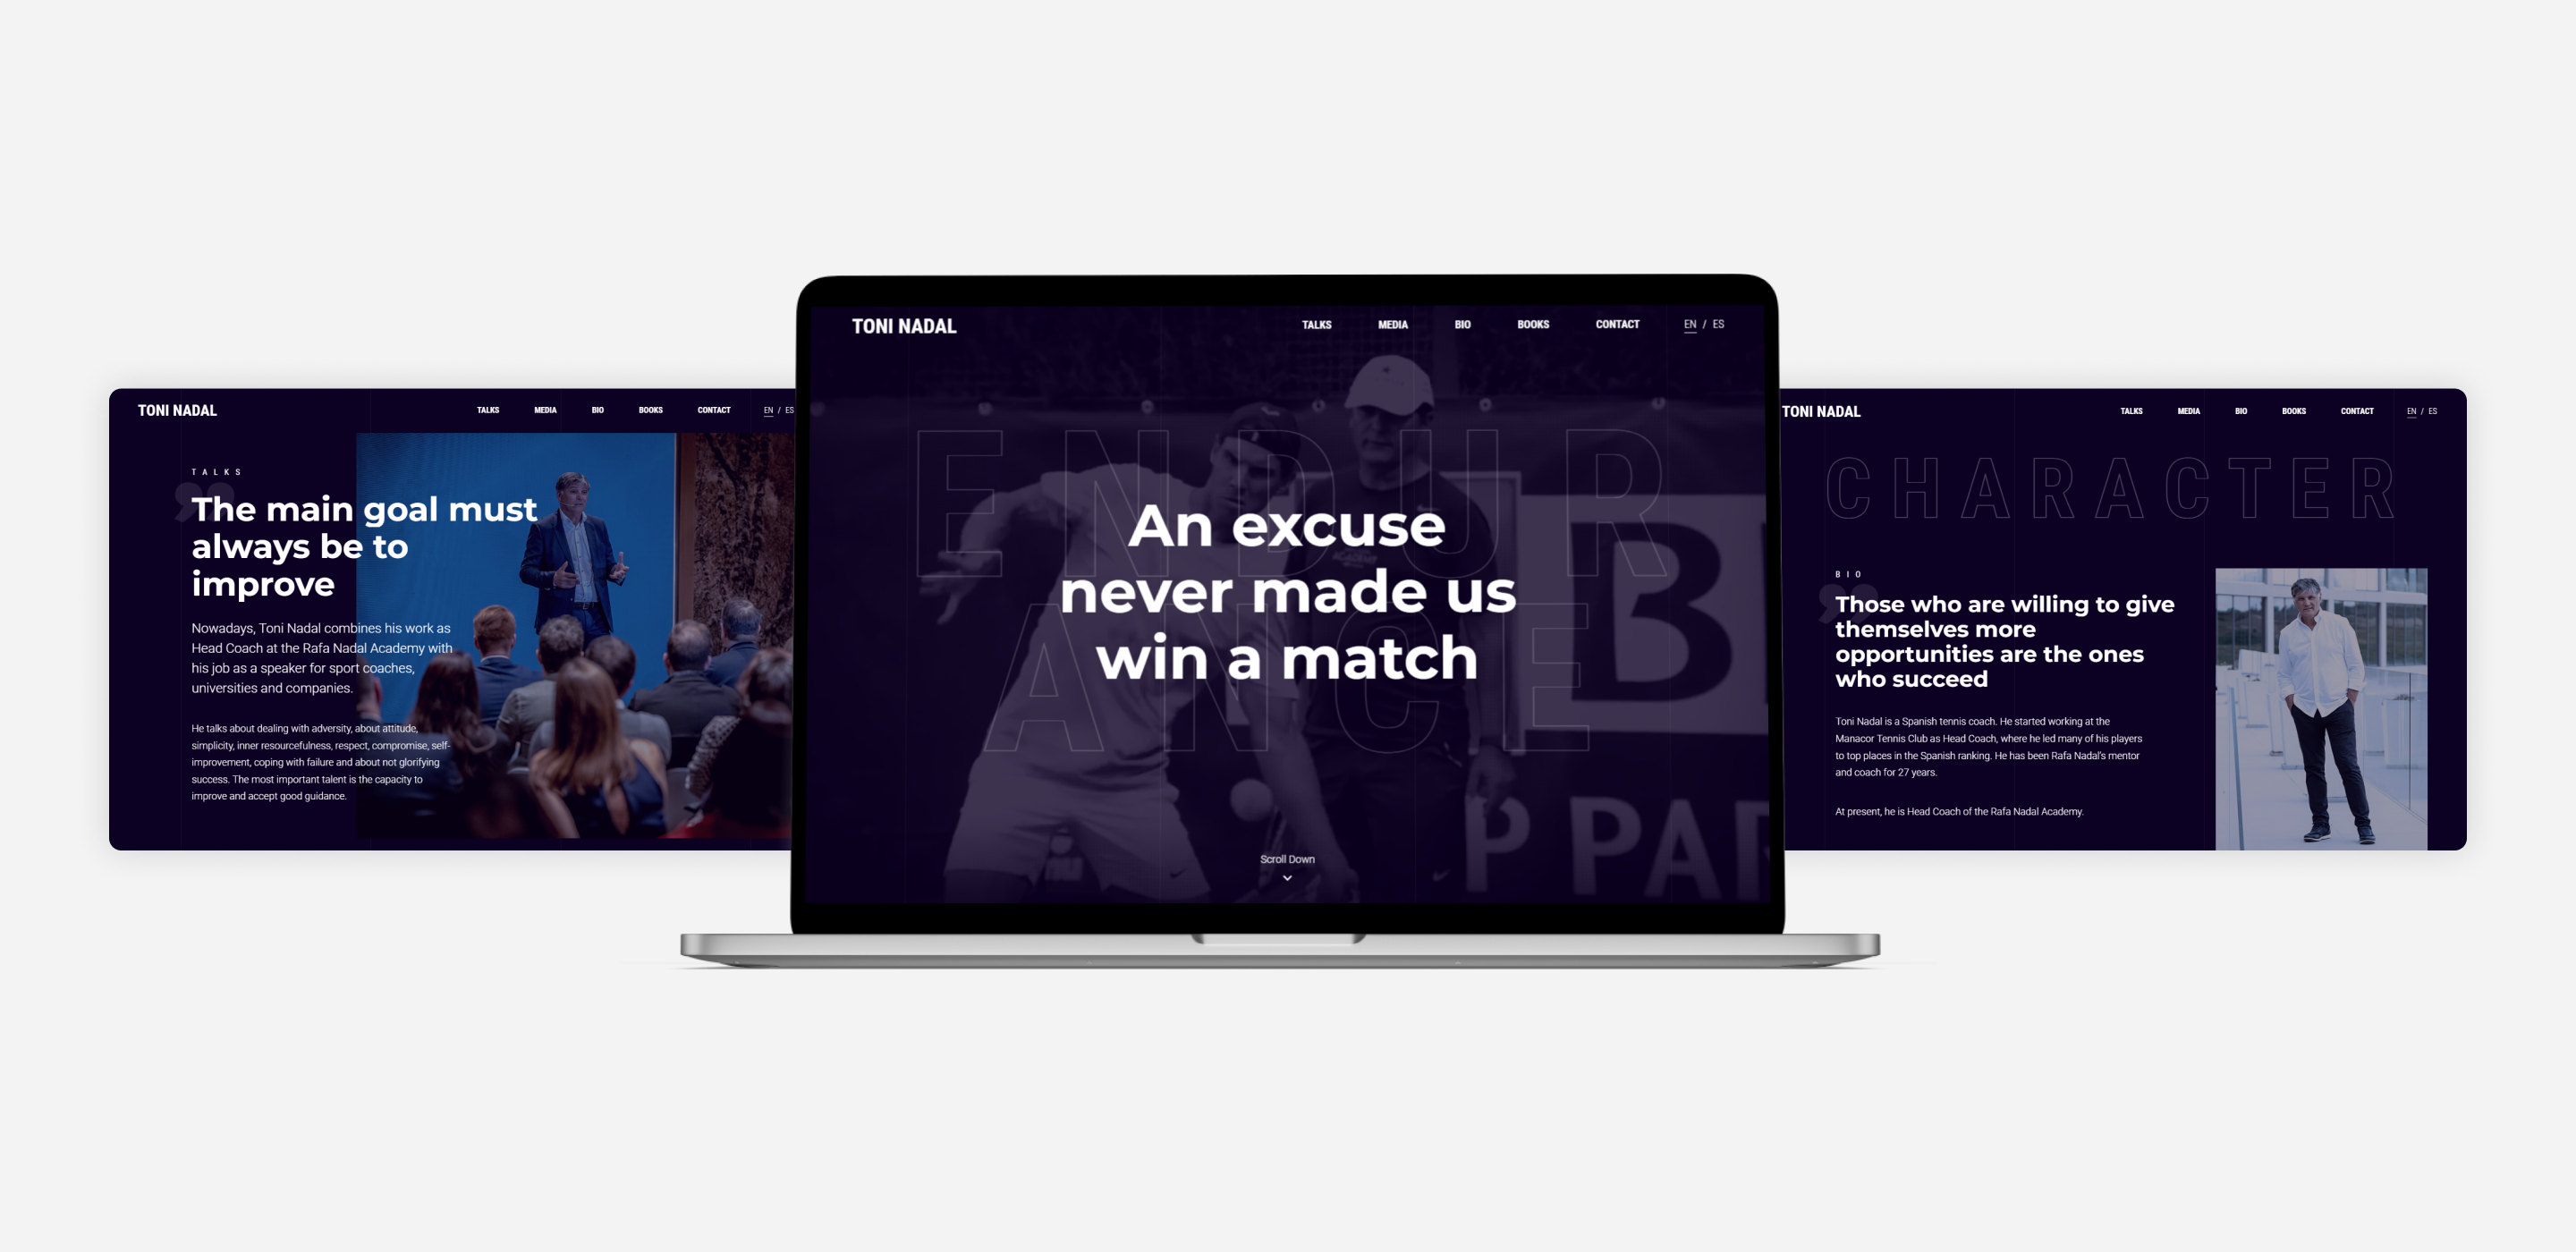 TONI NADAL
TALKS MEDIA BIO BOOKS CONTACT EN / ES
TALKS
The main goal must
always be to
improve
Nowadays, Toni Nadal combines his work as
Head Coach at the Rafa Nadal Academy with
his job as a speaker for sport coaches,
universities and companies.
He talks about dealing with adversity, about attitude,
simplicity, inner resourcefulness, respect, compromise, self-
improvement, coping with failure and about not glorifying
success. The most important talent is the capacity to
improve and accept good guidance.
TONI NADAL
TALKS MEDIA BIO BOOKS CONTACT EN / ES
ENDUR
ANCE
An excuse
never made us
win a match
B
P PA
Scroll Down
TONI NADAL
TALKS MEDIA BIO BOOKS CONTACT EN / ES
CHARACTER
BIO
Those who are willing to give
themselves more
opportunities are the ones
who succeed
Toni Nadal is a Spanish tennis coach. He started working at the
Manacor Tennis Club as Head Coach, where he led many of his players
to top places in the Spanish ranking. He has been Rafa Nadal's mentor
and coach for 27 years.
At present, he is Head Coach of the Rafa Nadal Academy.